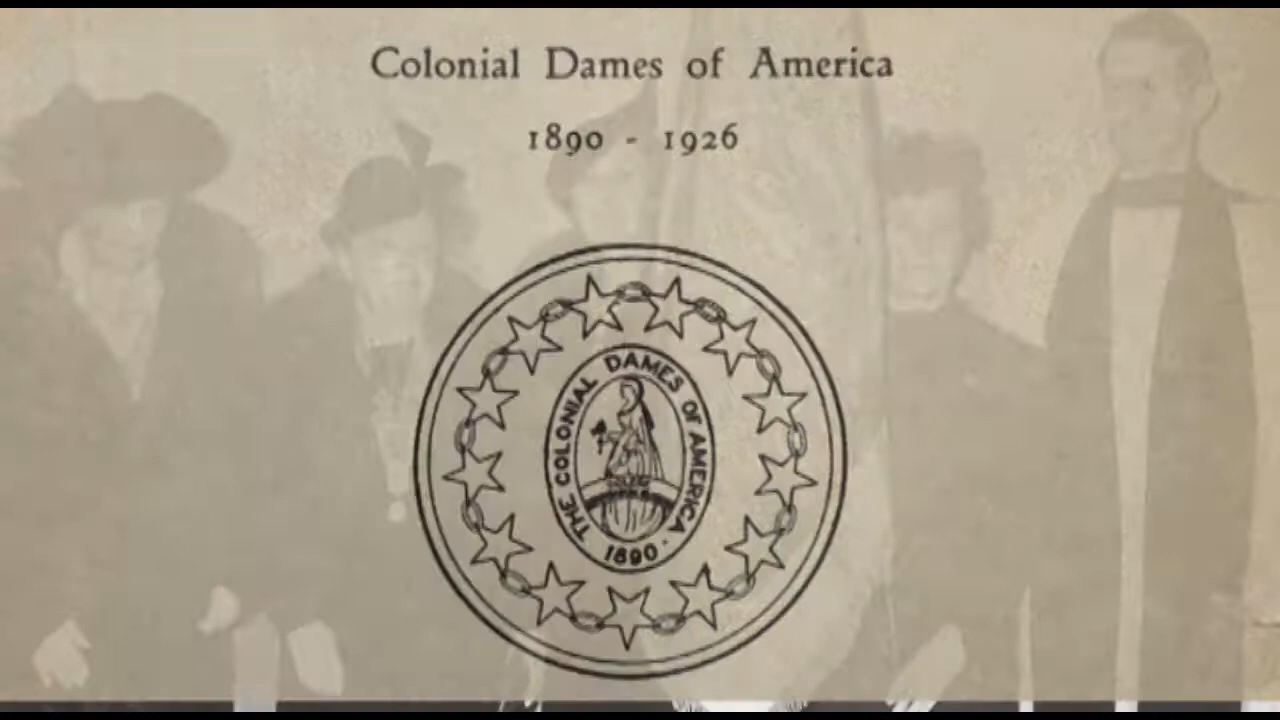 Colonial Dames of America
1890 - 1926
THE COLONIAL DAMES OF AMERICA ·
1890